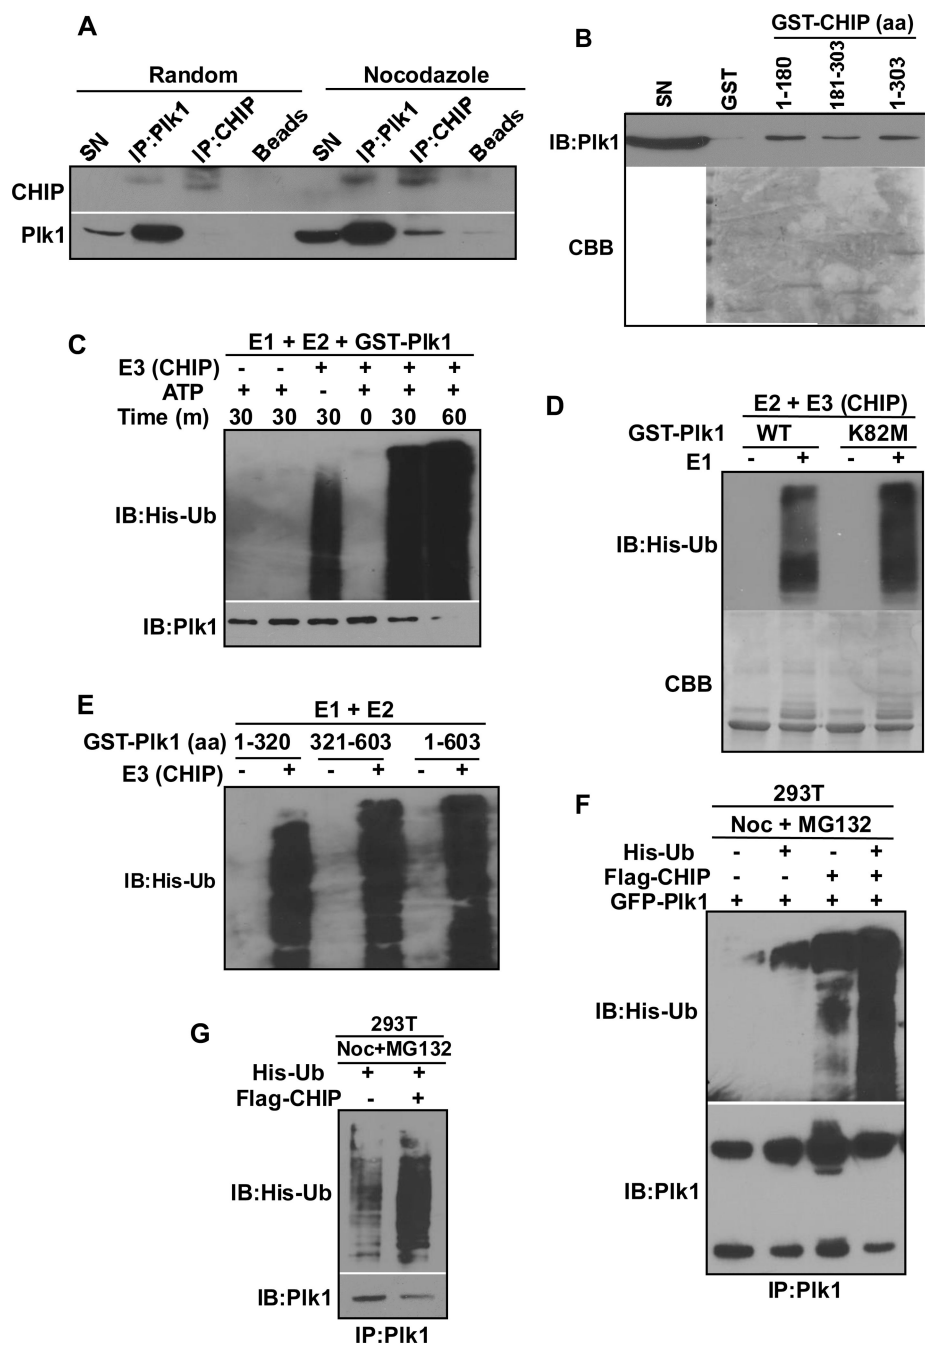 A
Random Nocodazole
SN IP:Plk1 IP:CHIP Beads SN IP:Plk1 IP:CHIP Beads
CHIP
Plk1
B
GST-CHIP (aa)
SN GST 1-180 181-303 1-303
IB:Plk1
CBB
C
E1 + E2 + GST-Plk1
E3 (CHIP) - - + + + +
ATP + + - + + +
Time (m) 30 30 30 0 30 60
IB:His-Ub
IB:Plk1
D
E2 + E3 (CHIP)
GST-Plk1 WT K82M
E1 - + - +
IB:His-Ub
CBB
E
E1 + E2
GST-Plk1 (aa) 1-320 321-603 1-603
E3 (CHIP) - + - + - +
IB:His-Ub
F
293T
Noc + MG132
His-Ub - + - +
Flag-CHIP - - + +
GFP-Plk1 + + + +
IB:His-Ub
IB:Plk1
IP:Plk1
G
293T
Noc+MG132
His-Ub + +
Flag-CHIP - +
IB:His-Ub
IB:Plk1
IP:Plk1